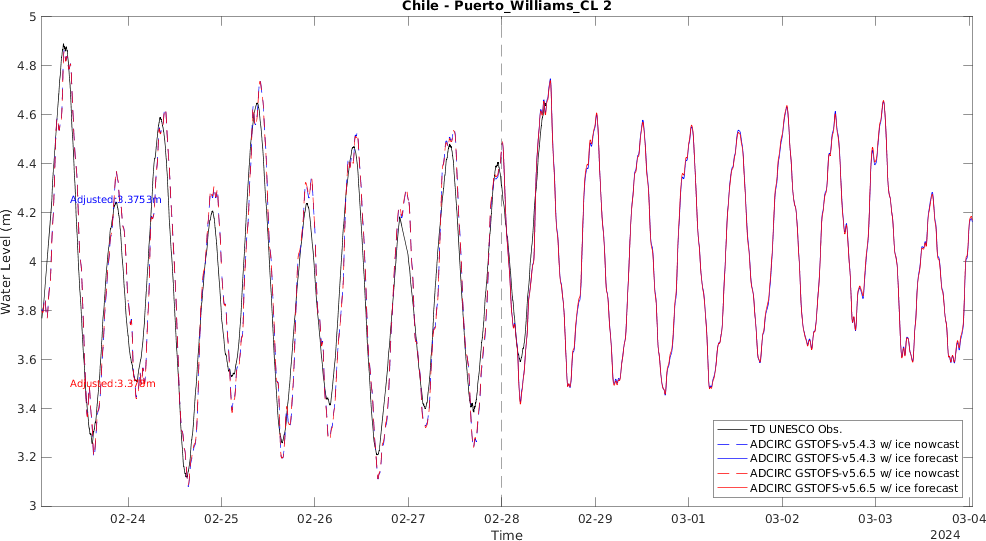 Chile - Puerto_Williams_CL 2
Water Level (m)
5
4.8
4.6
4.4
4.2
4
3.8
3.6
3.4
3.2
3
Adjusted:3.3753m
TD UNESCO Obs.
ADCIRC GSTOFS-v5.4.3 w/ ice nowcast
ADCIRC GSTOFS-v5.4.3 w/ ice forecast
ADCIRC GSTOFS-v5.6.5 w/ ice nowcast
ADCIRC GSTOFS-v5.6.5 w/ ice forecast
02-24 02-25 02-26 02-27 02-28 02-29 03-01 03-02 03-03 03-04
Time
2024